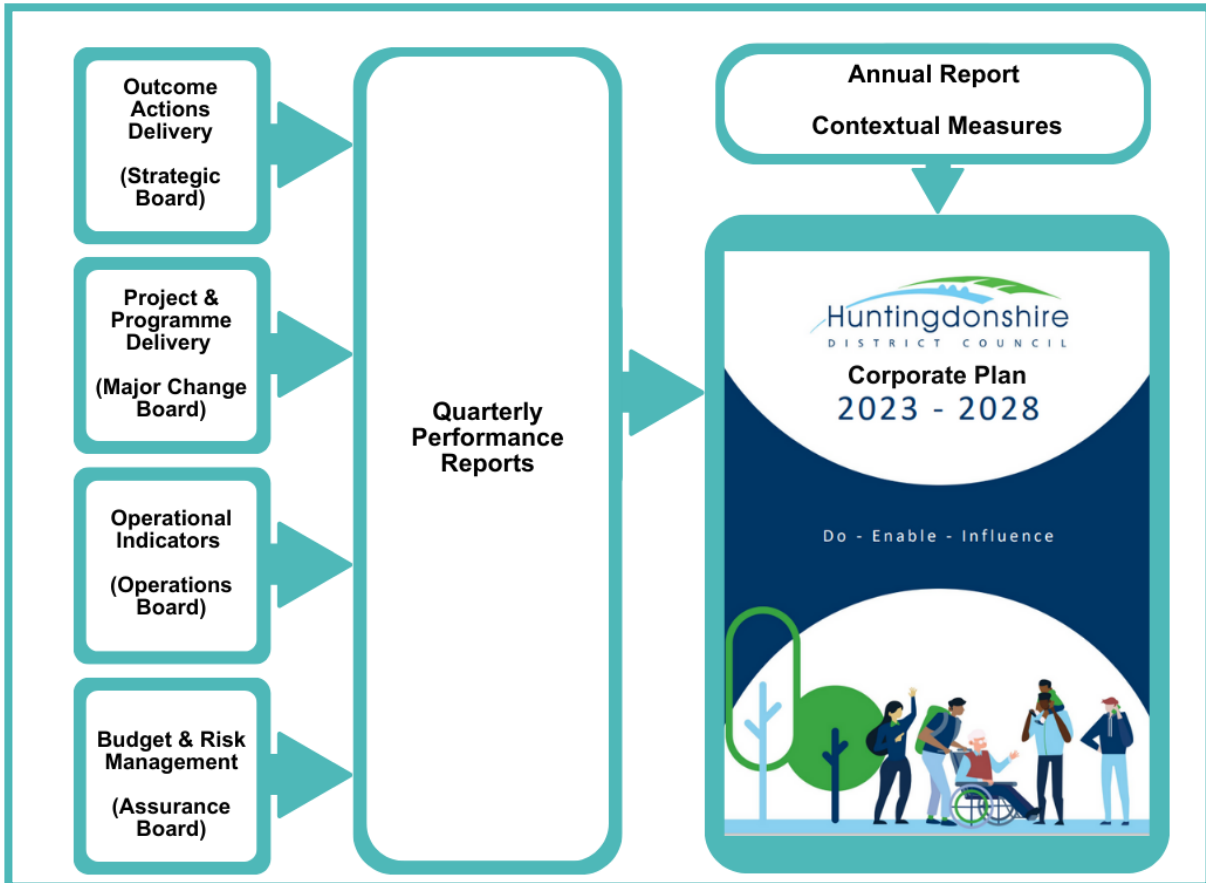 Outcome
Actions
Delivery
(Strategic
Board)
Project &
Programme
Delivery
(Major Change
Board)
Operational
Indicators
(Operations
Board)
Budget & Risk
Management
(Assurance
Board)
Quarterly
Performance
Reports
Annual Report
Contextual Measures
Huntingdonshire
DISTRICT COUNCIL
Corporate Plan
2023 - 2028
Do - Enable - Influence